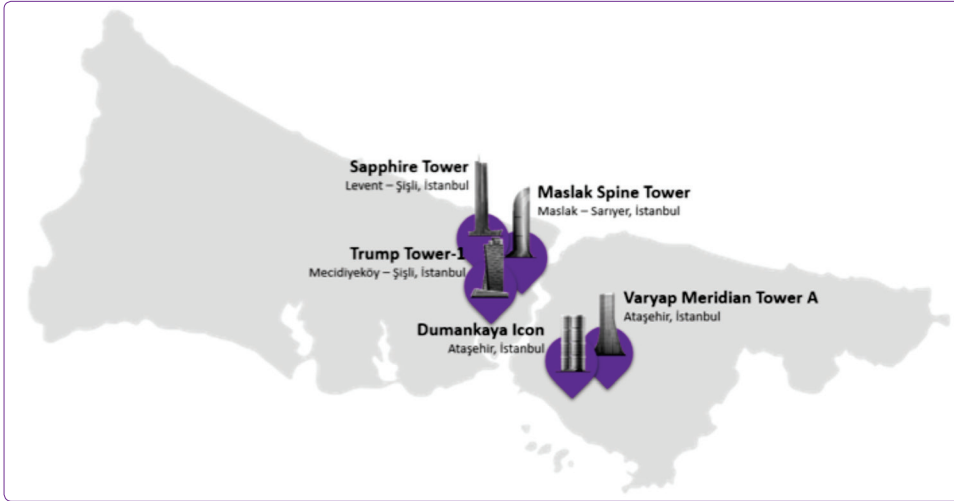 Sapphire Tower
Levent – Şişli, İstanbul
Maslak Spine Tower
Maslak – Sarıyer, İstanbul
Trump Tower-1
Mecidiyeköy – Şişli, İstanbul
Varyap Meridian Tower A
Ataşehir, İstanbul
Dumankaya Icon
Ataşehir, İstanbul